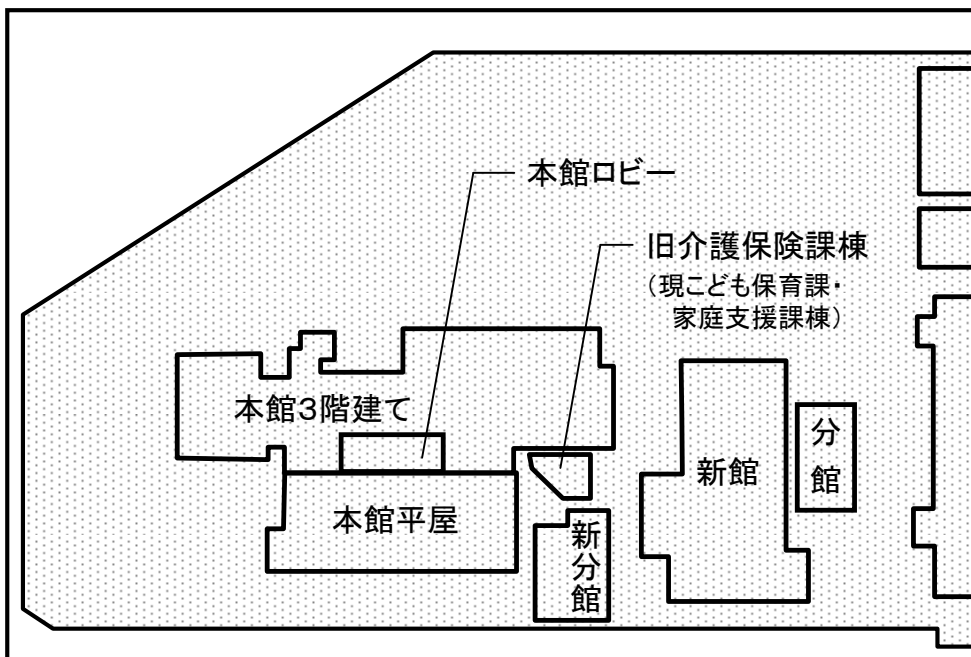 本館ロビー
旧介護保険課棟
（現こども保育課・
家庭支援課棟）
本館３階建て
分館
新館
本館平屋
新分館